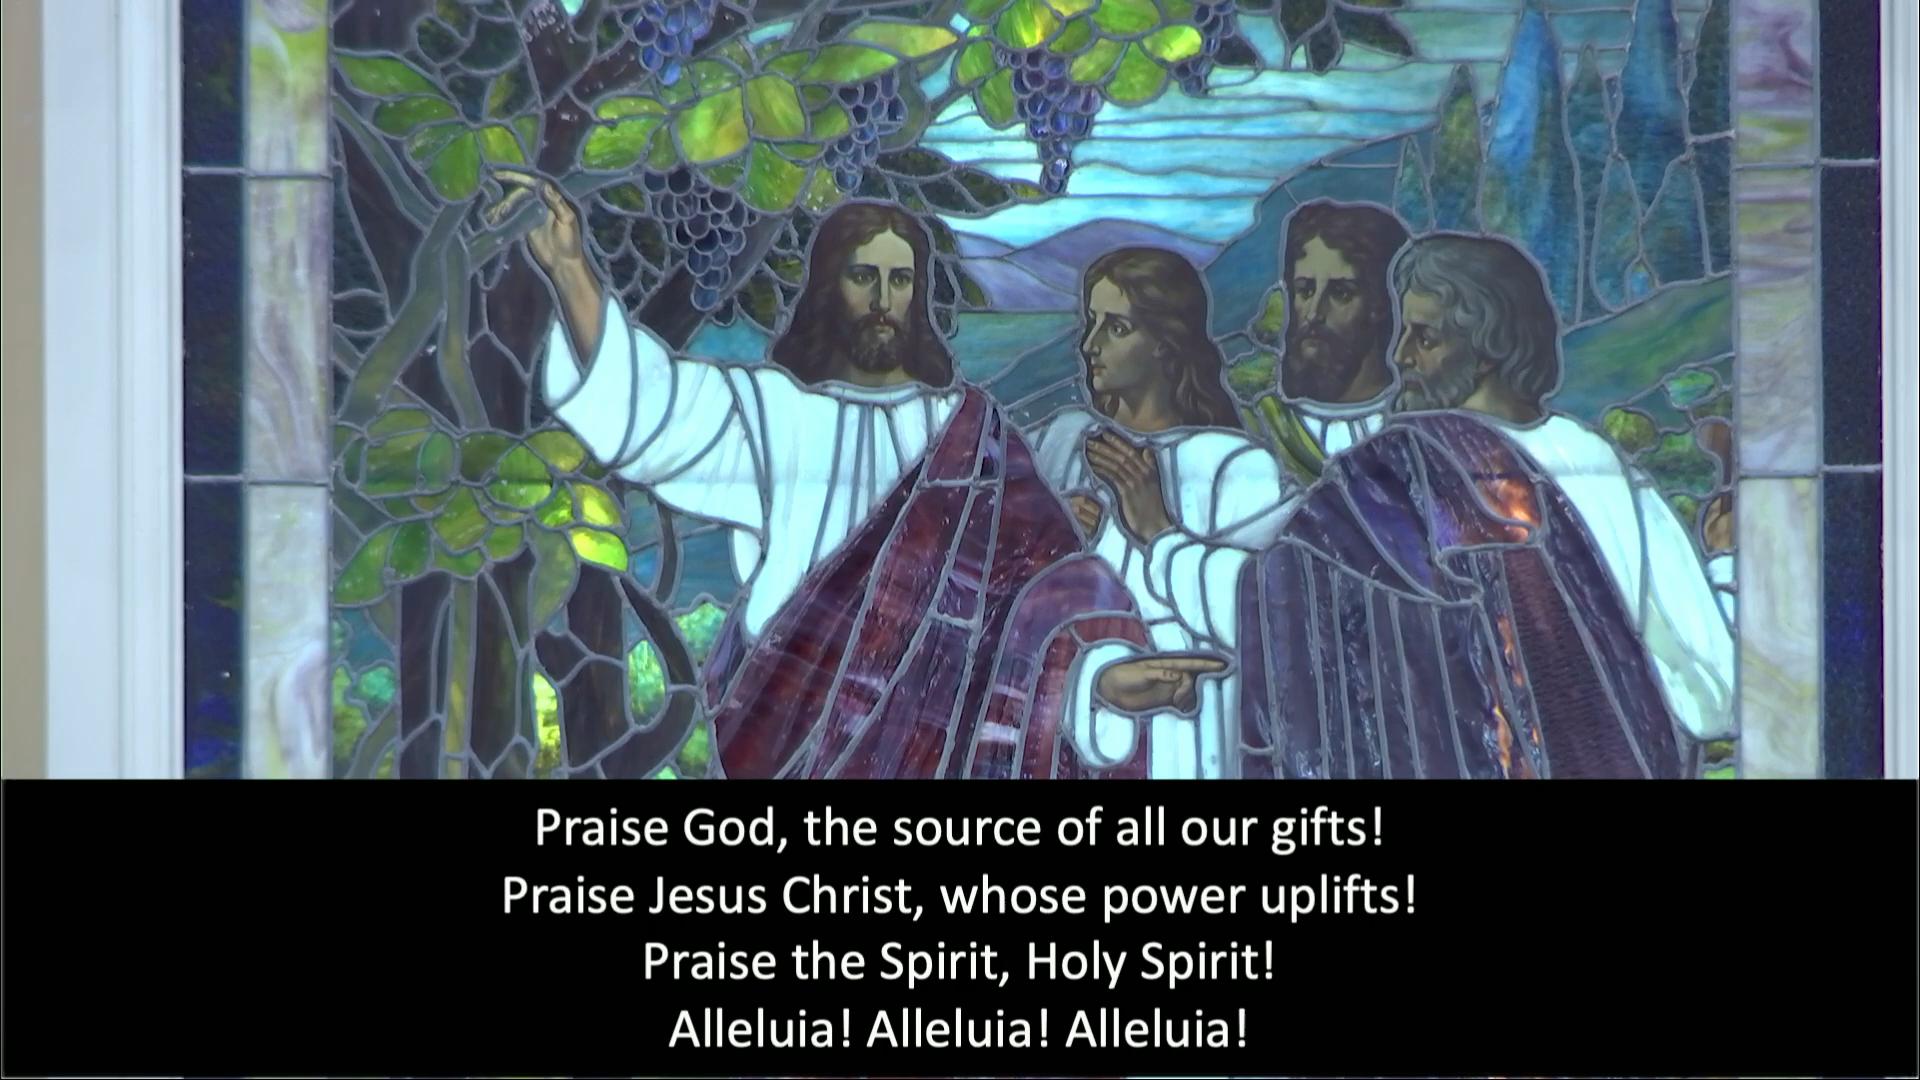 Praise God, the source of all our gifts!
Praise Jesus Christ, whose power uplifts!
Praise the Spirit, Holy Spirit!
Alleluia! Alleluia! Alleluia!